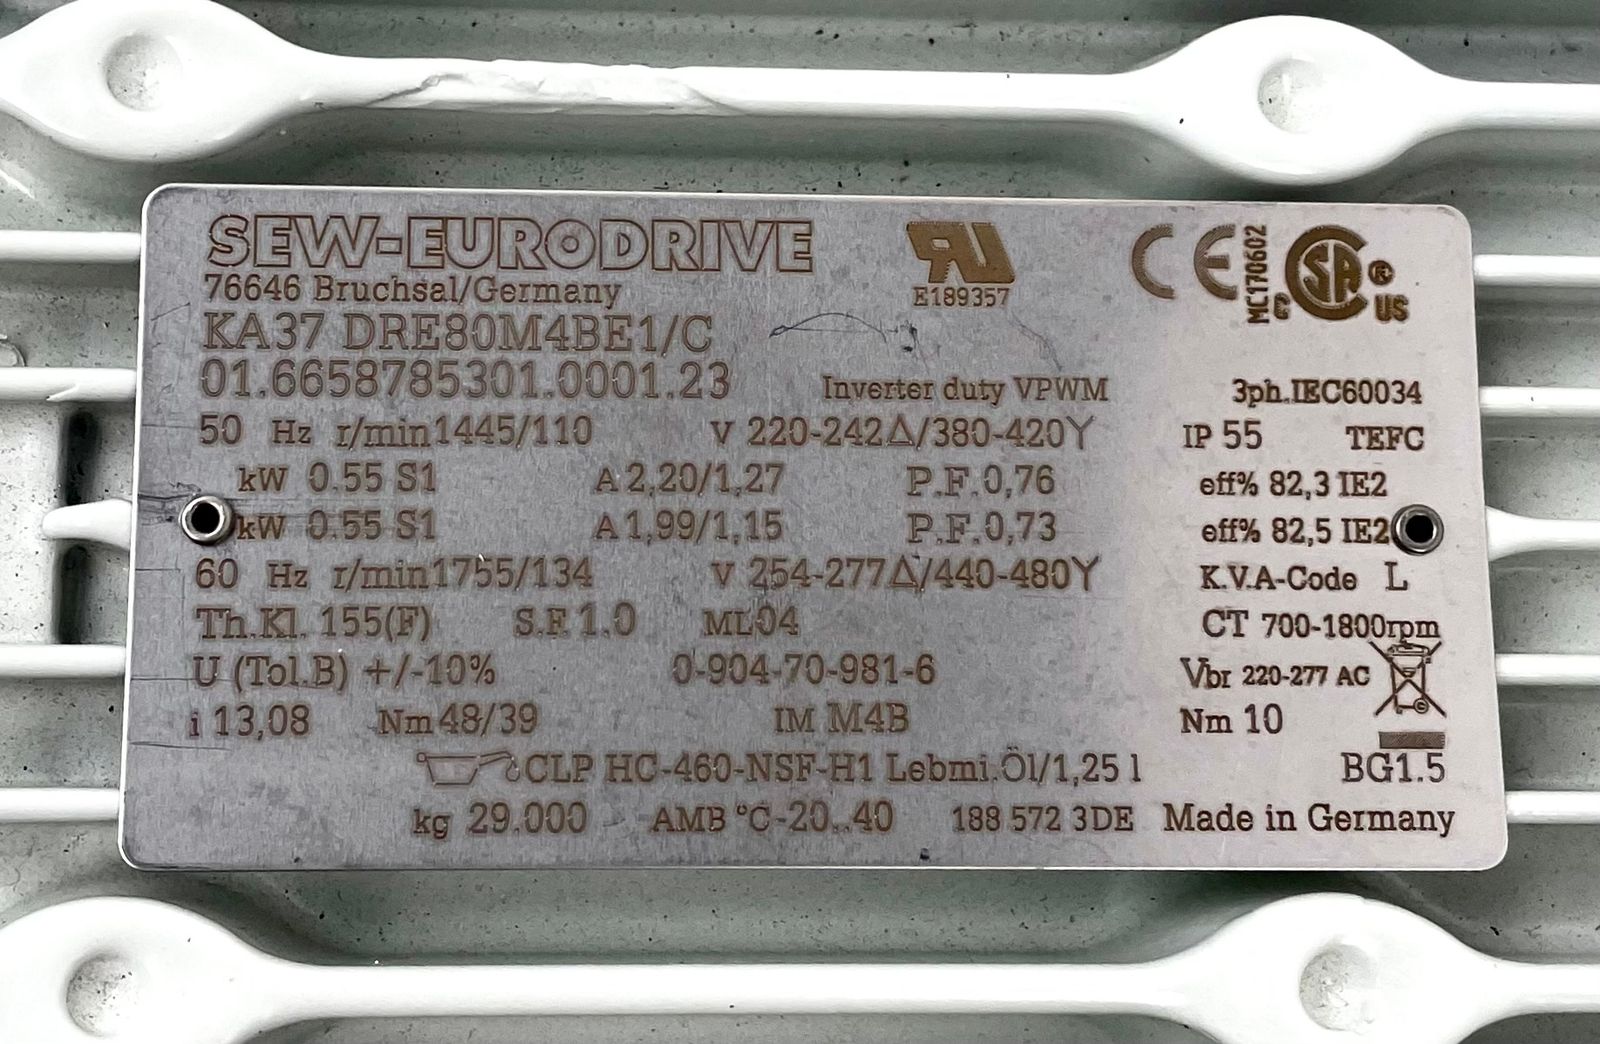 SEW-EURODRIVE
76646 Bruchsal/Germany
RU
E189357
CE
MC170602
C CSA ® US
KA37 DRE80M4BE1/C
01.6658785301.0001.23
Inverter duty VPWM 3ph.IEC60034
50 Hz r/min1445/110 V 220-242Δ/380-420Y IP 55 TEFC
kW 0.55 S1 A 2,20/1,27 P.F.0,76 eff% 82,3 IE2
kW 0.55 S1 A 1,99/1,15 P.F.0,73 eff% 82,5 IE2
60 Hz r/min1755/134 V 254-277Δ/440-480Y K.V.A-Code L
Th.Kl. 155(F) S.F. 1.0 ML04 CT 700-1800rpm
U (Tol.B) +/-10% 0-904-70-981-6 Vbr 220-277 AC
i 13,08 Nm 48/39 IM M4B Nm 10
CLP HC-460-NSF-H1 Lebmi.Öl/1,25 l BG1.5
kg 29.000 AMB °C -20..40 188 572 3DE Made in Germany